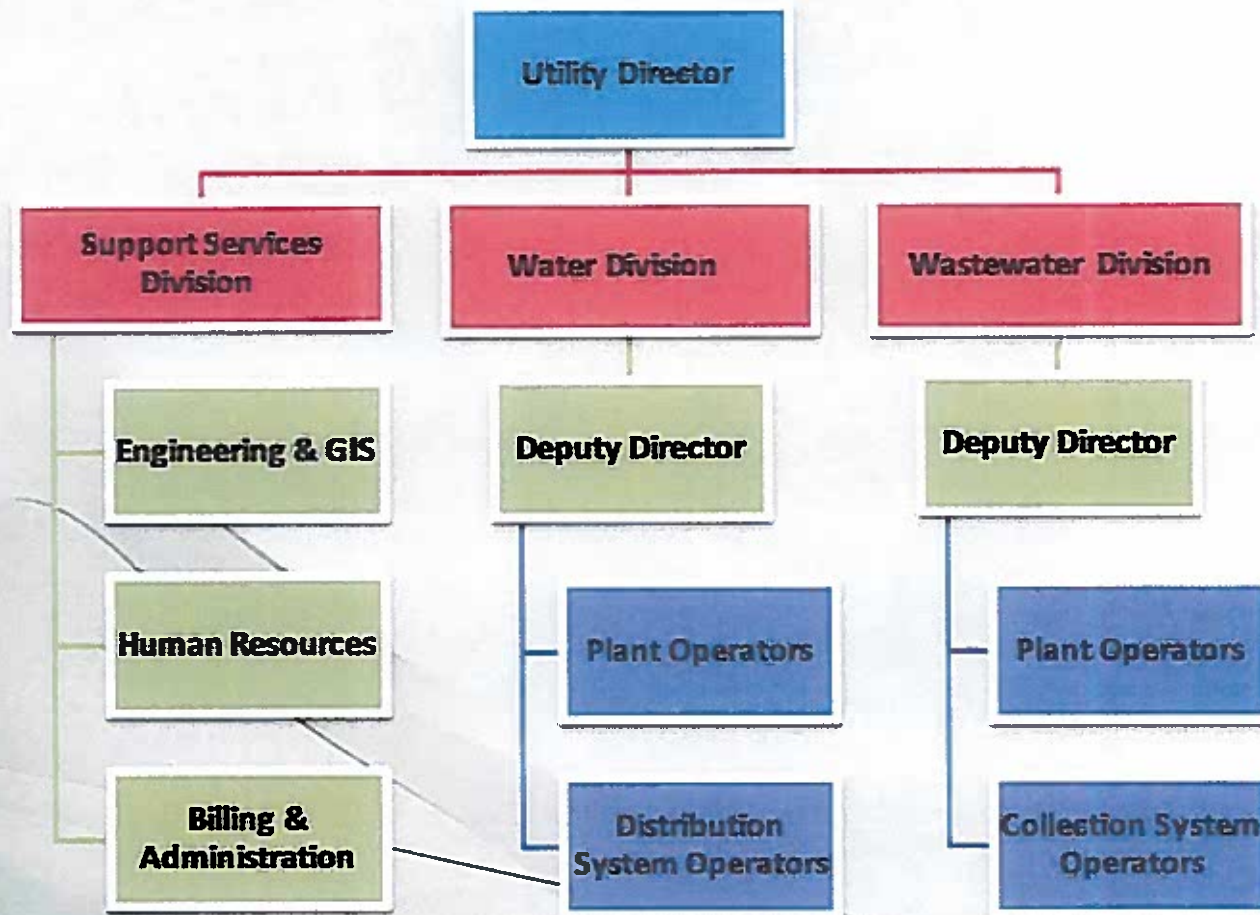 Utility Director
Support Services
Division
Water Division
Wastewater Division
Engineering & GIS
Deputy Director
Deputy Director
Human Resources
Plant Operators
Plant Operators
Billing &
Administration
Distribution
System Operators
Collection System
Operators